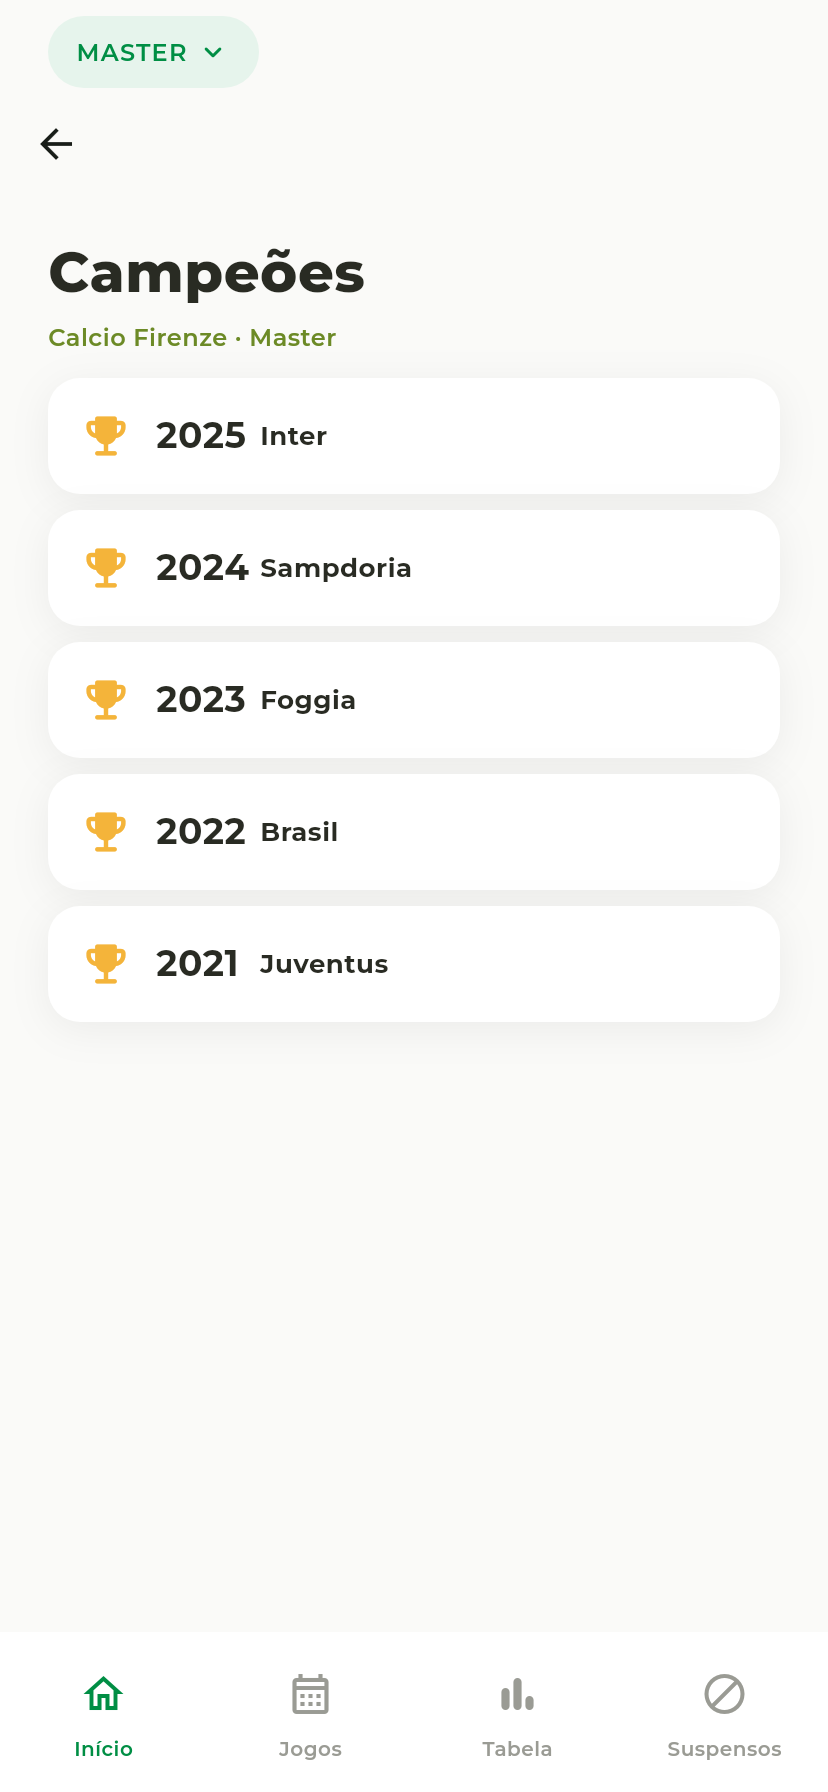 MASTER
Campeões
Calcio Firenze · Master
2025 Inter
2024 Sampdoria
2023 Foggia
2022 Brasil
2021 Juventus
Início Jogos Tabela Suspensos